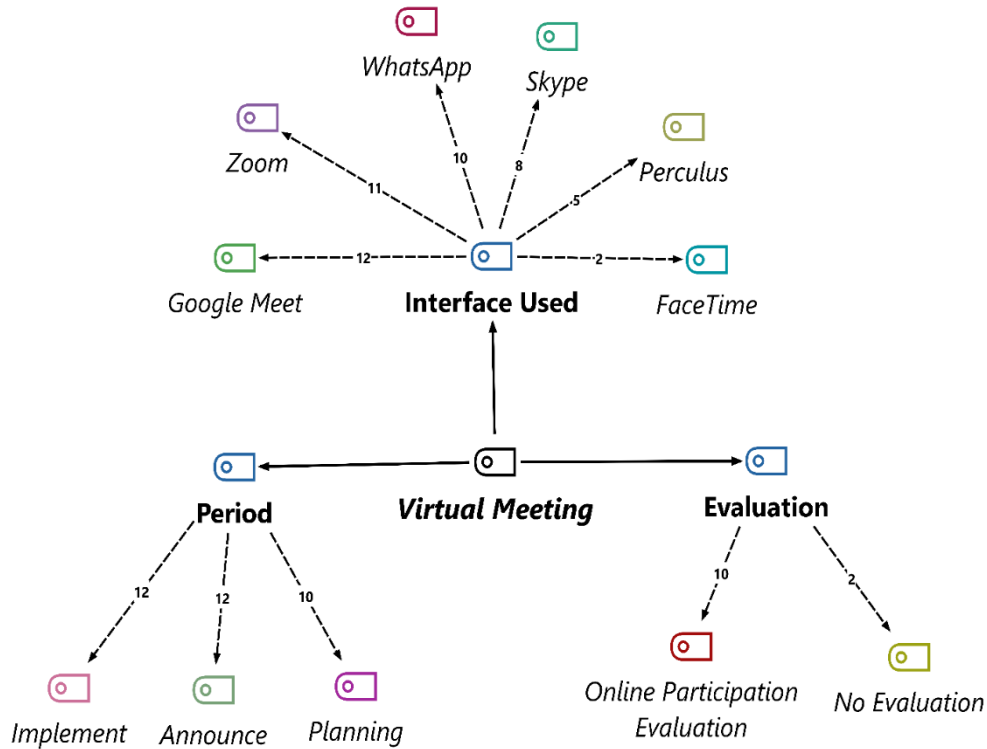 WhatsApp
Skype
Zoom
Perculus
10
8
11
5
12
2
Google Meet
Interface Used
FaceTime
Period
Virtual Meeting
Evaluation
12
12
10
10
2
Implement
Announce
Planning
Online Participation
Evaluation
No Evaluation